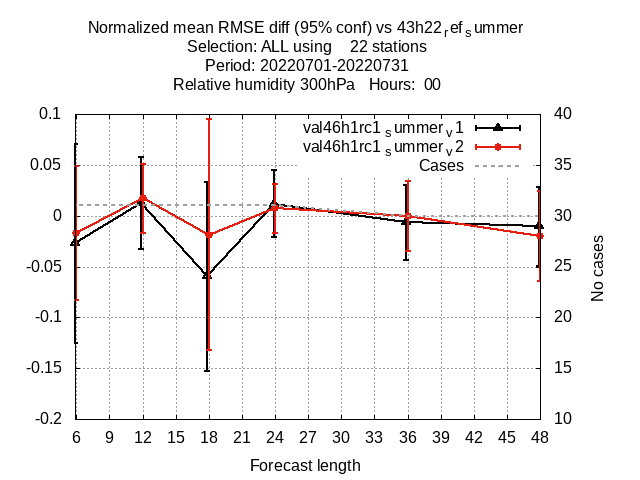 Normalized mean RMSE diff (95% conf) vs 43h22ᵣefₛummer
Selection: ALL using    22 stations
Period: 20220701-20220731
Relative humidity 300hPa   Hours:  00
val46h1rc1ₛummerᵥ1
val46h1rc1ₛummerᵥ2
Cases
0.1
0.05
0
-0.05
-0.1
-0.15
-0.2
40
35
30
25
20
15
10
No cases
6 9 12 15 18 21 24 27 30 33 36 39 42 45 48
Forecast length